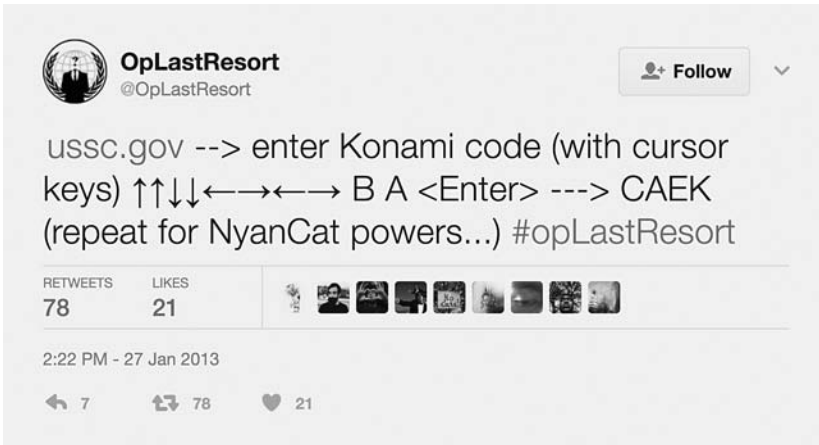 OpLastResort
@OpLastResort
Follow
ussc.gov --> enter Konami code (with cursor
keys) ↑↑↓↓←→←→ B A <Enter> ---> CAEK
(repeat for NyanCat powers...) #opLastResort
RETWEETS LIKES
78 21
2:22 PM - 27 Jan 2013
7 78 21